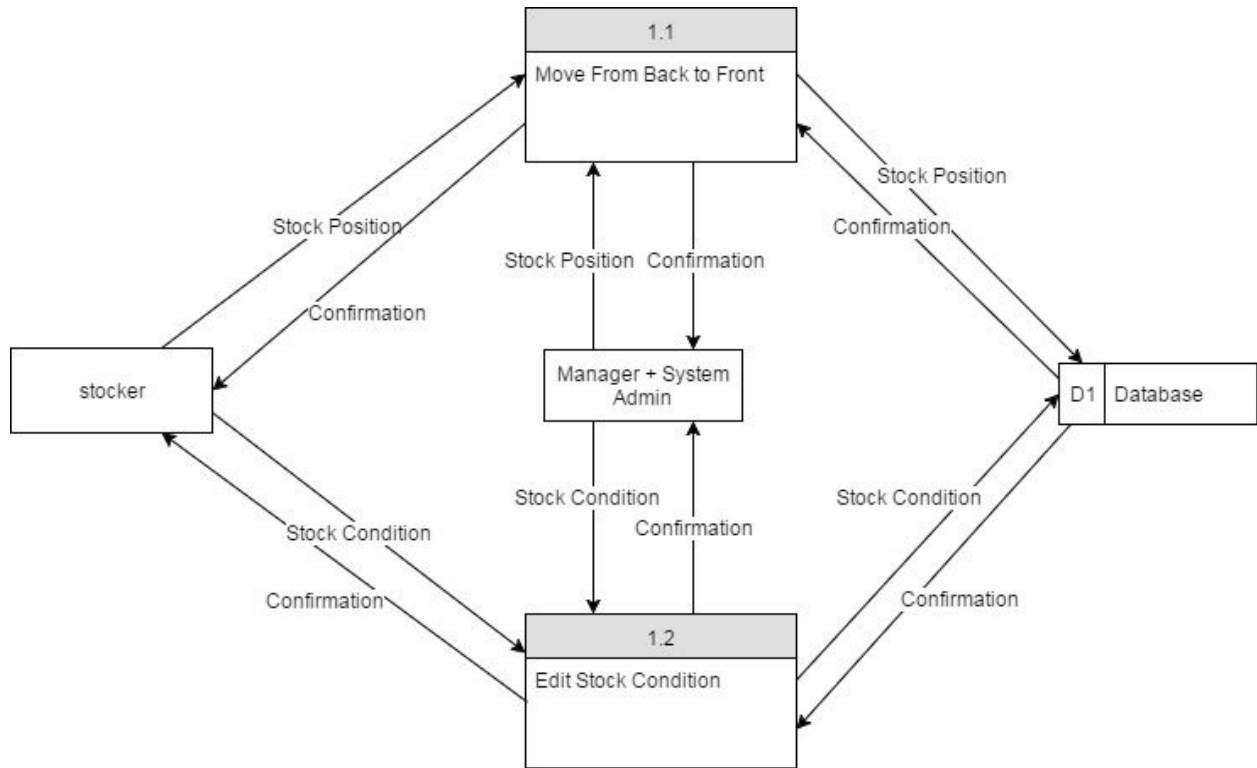 1.1
Move From Back to Front
Stock Position
Stock Position
Confirmation
Stock Position
Confirmation
Confirmation
stocker
Manager + System
Admin
D1
Database
Stock Condition
Stock Condition
Stock Condition
Confirmation
Confirmation
Confirmation
1.2
Edit Stock Condition